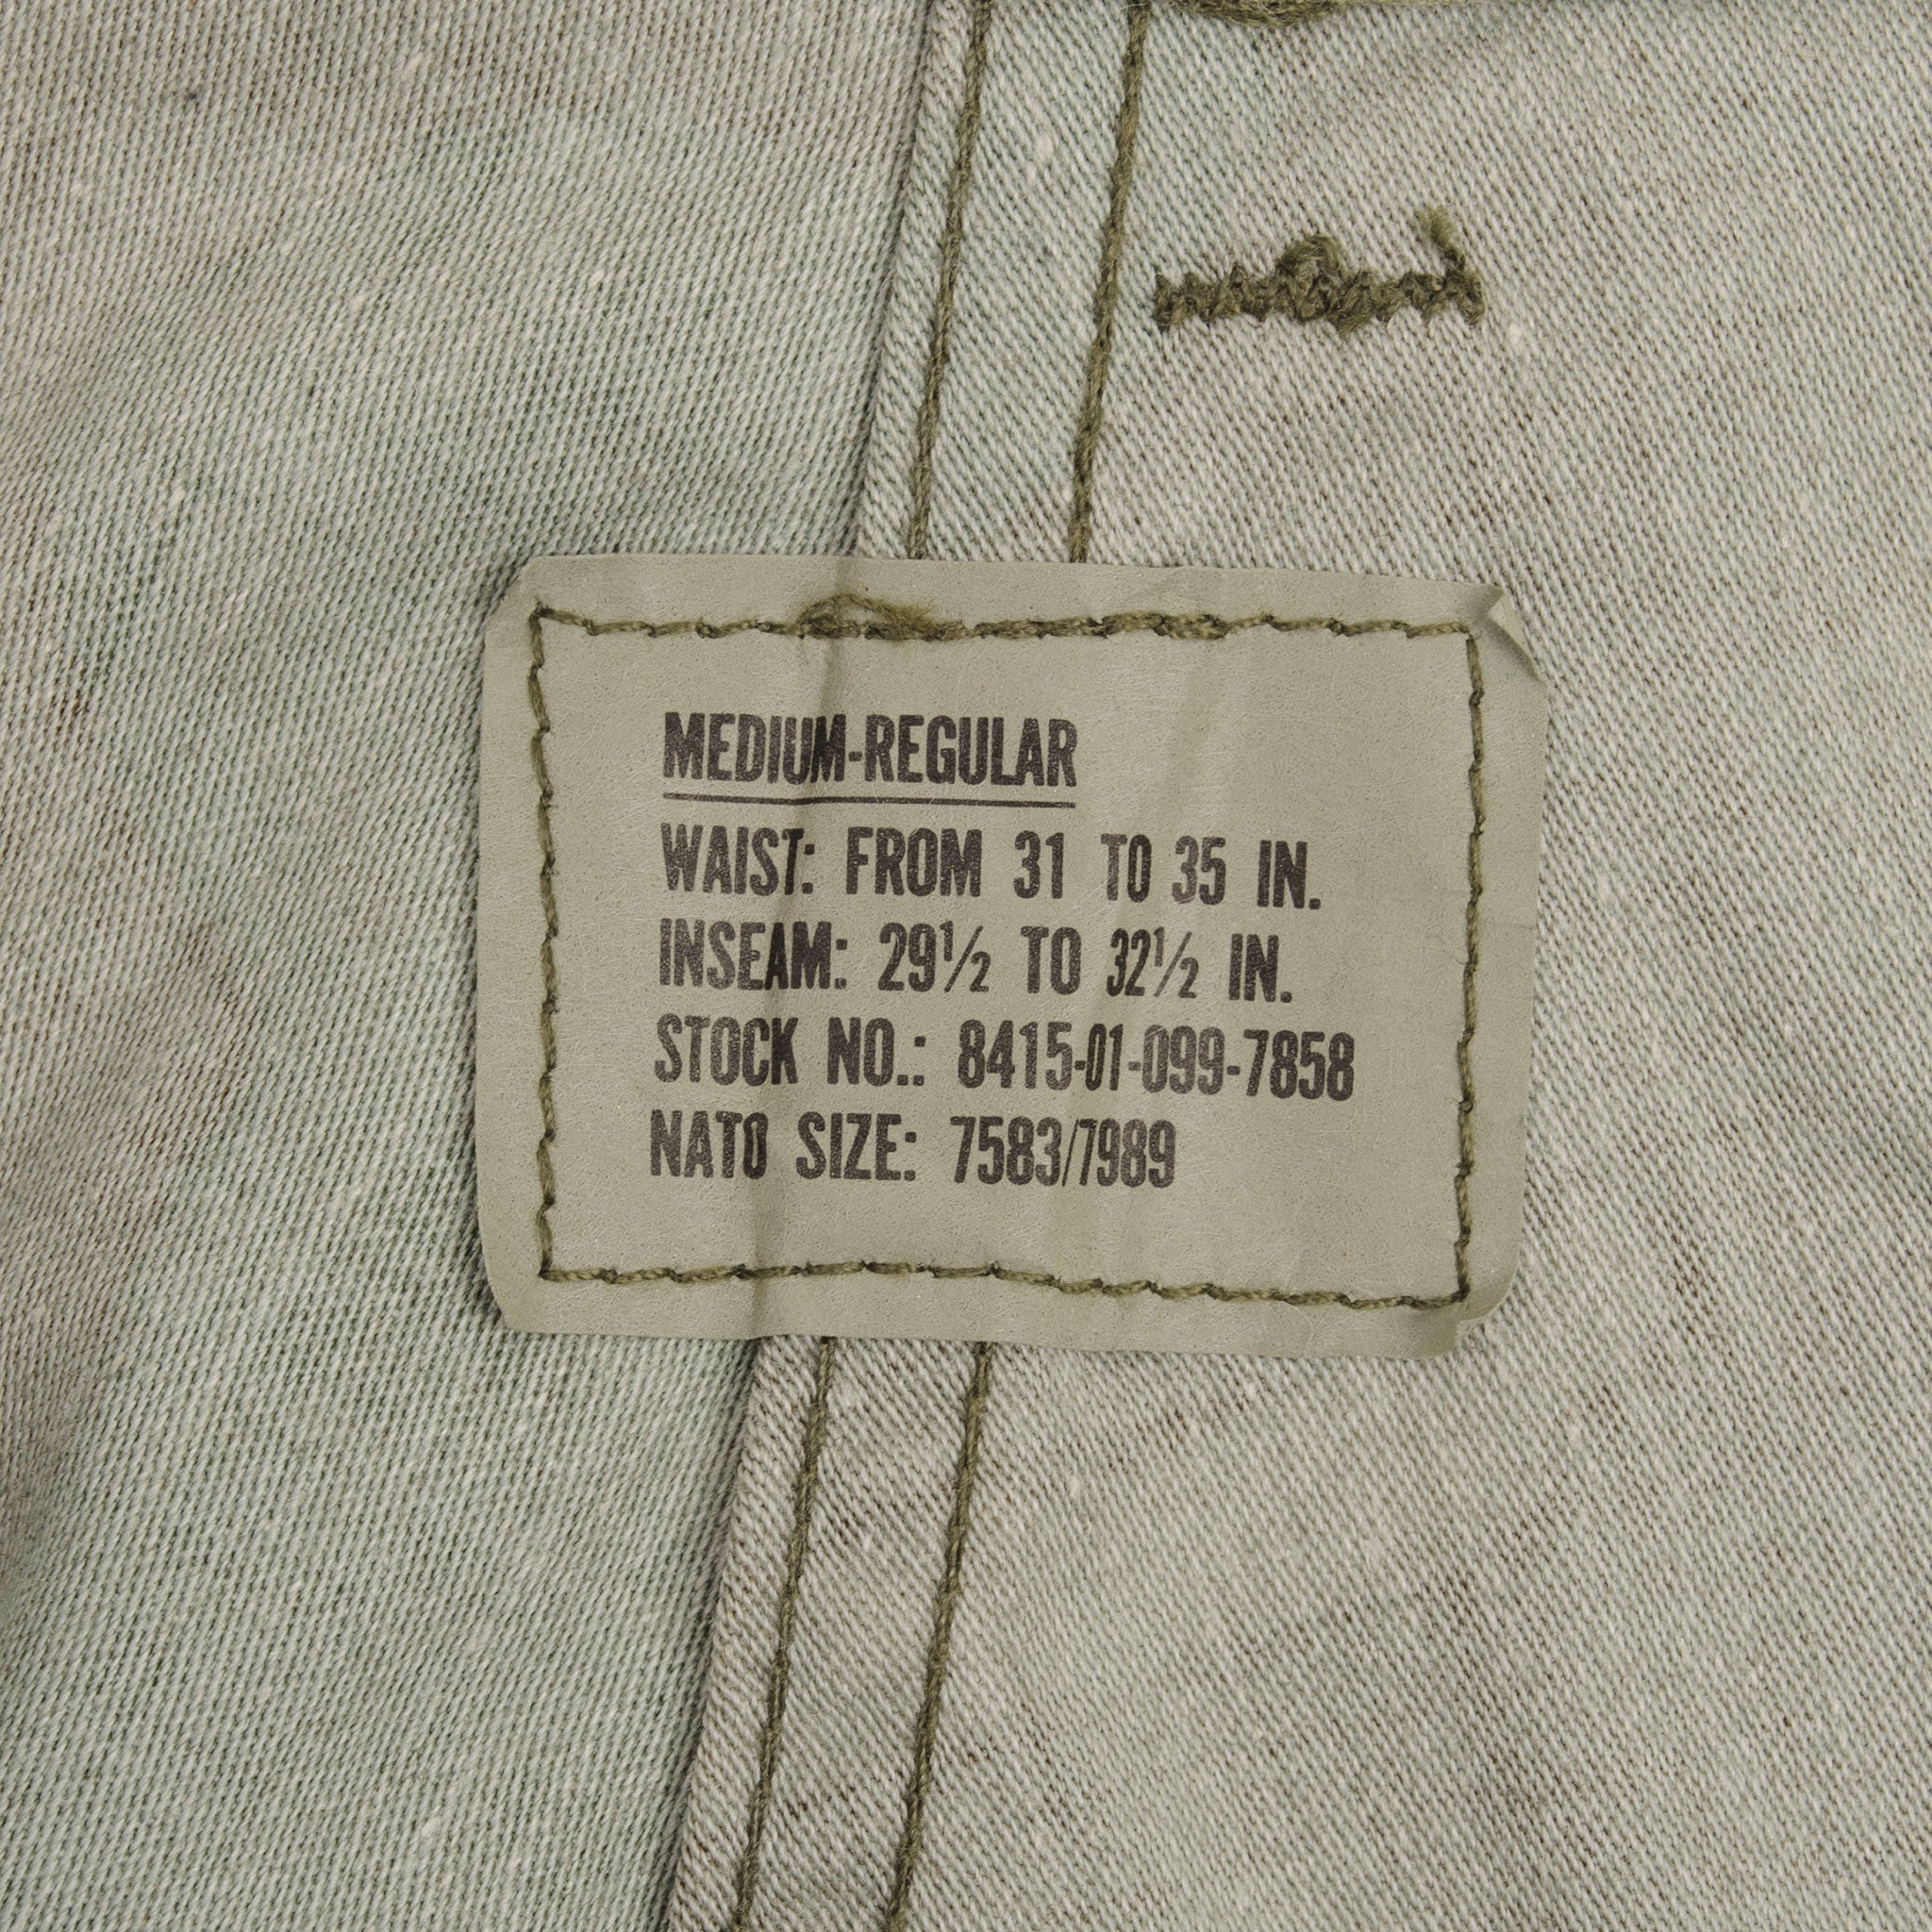 MEDIUM-REGULAR
WAIST: FROM 31 TO 35 IN.
INSEAM: 29½ TO 32½ IN.
STOCK NO.: 8415-01-099-7858
NATO SIZE: 7583/7989